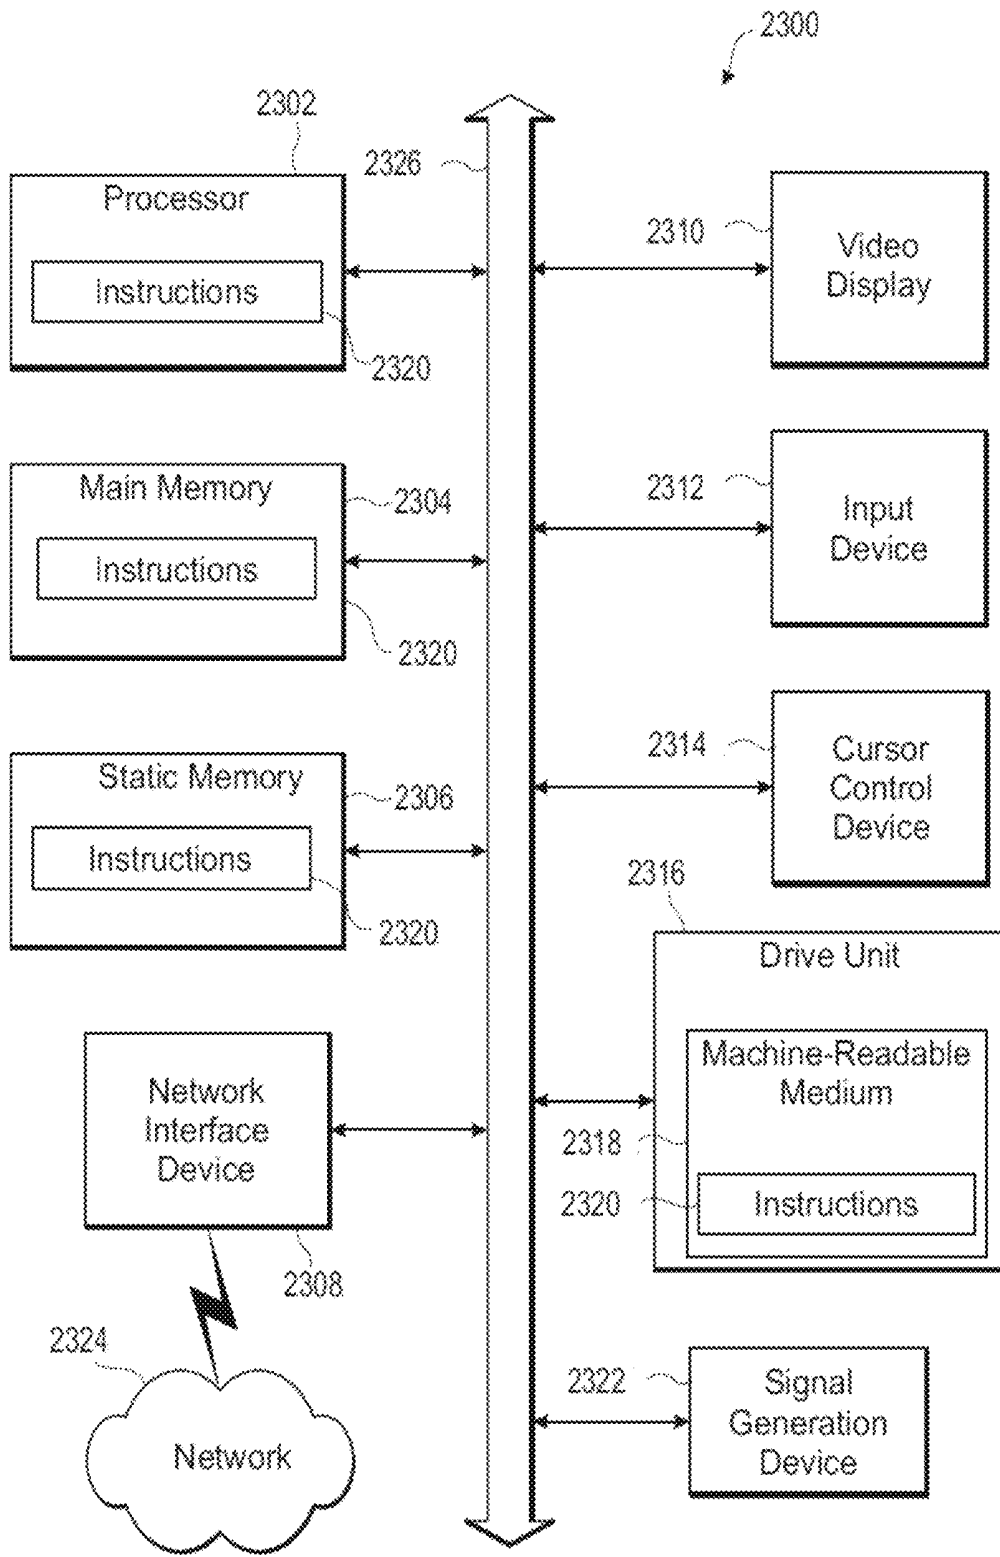 2300
2302
Processor
Instructions
2320
2326
2310
Video
Display
Main Memory
2304
Instructions
2320
2312
Input
Device
Static Memory
2306
Instructions
2320
2314
Cursor
Control
Device
2316
Drive Unit
Machine-Readable
Medium
2318
2320
Instructions
Network
Interface
Device
2308
2324
Network
2322
Signal
Generation
Device